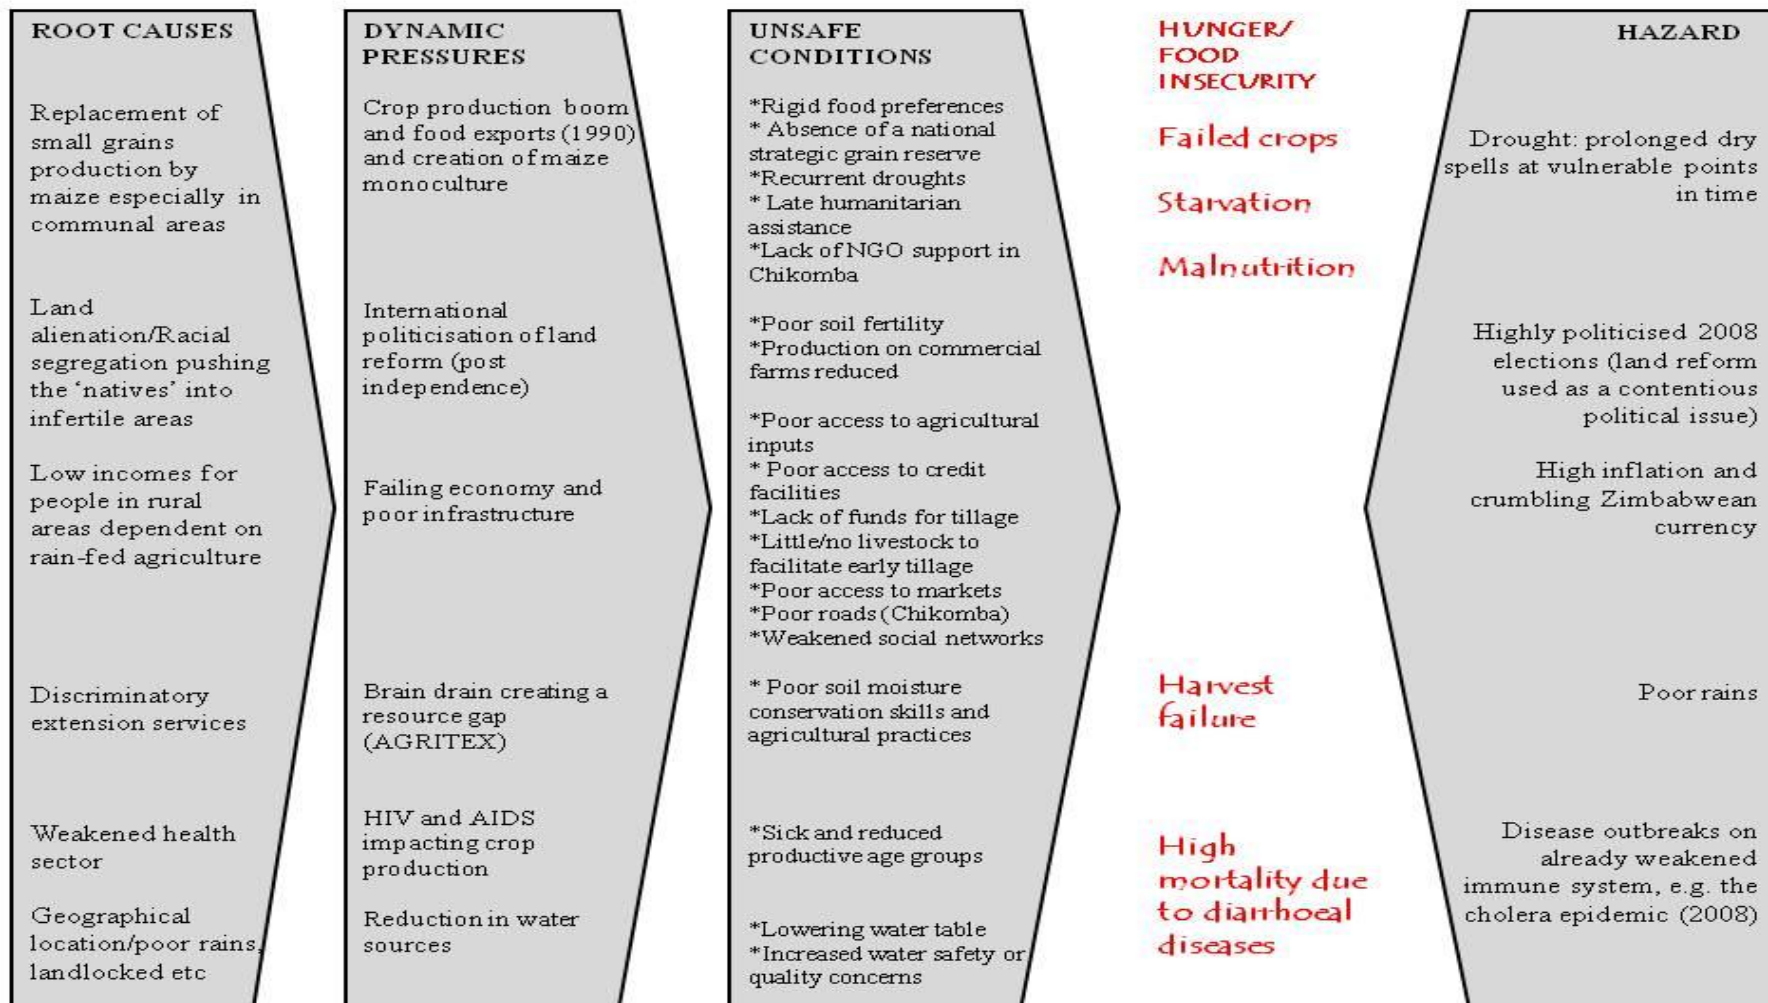 ROOT CAUSES
Replacement of
small grains
production by
maize especially in
communal areas
Land
alienation/Racial
segregation pushing
the ‘natives’ into
infertile areas
Low incomes for
people in rural
areas dependent on
rain-fed agriculture
Discriminatory
extension services
Weakened health
sector
Geographical
location/poor rains,
landlocked etc
DYNAMIC
PRESSURES
Crop production boom
and food exports (1990)
and creation of maize
monoculture
International
politicisation of land
reform (post
independence)
Failing economy and
poor infrastructure
Brain drain creating a
resource gap
(AGRITEX)
HIV and AIDS
impacting crop
production
Reduction in water
sources
UNSAFE
CONDITIONS
*Rigid food preferences
* Absence of a national
strategic grain reserve
*Recurrent droughts
* Late humanitarian
assistance
*Lack of NGO support in
Chikomba
*Poor soil fertility
*Production on commercial
farms reduced
*Poor access to agricultural
inputs
* Poor access to credit
facilities
*Lack of funds for tillage
*Little/no livestock to
facilitate early tillage
*Poor access to markets
*Poor roads (Chikomba)
*Weakened social networks
* Poor soil moisture
conservation skills and
agricultural practices
*Sick and reduced
productive age groups
*Lowering water table
*Increased water safety or
quality concerns
HUNGER/
FOOD
INSECURITY
Failed crops
Starvation
Malnutrition
Harvest
failure
High
mortality due
to diarrhoeal
diseases
HAZARD
Drought: prolonged dry
spells at vulnerable points
in time
Highly politicised 2008
elections (land reform
used as a contentious
political issue)
High inflation and
crumbling Zimbabwean
currency
Poor rains
Disease outbreaks on
already weakened
immune system, e.g. the
cholera epidemic (2008)